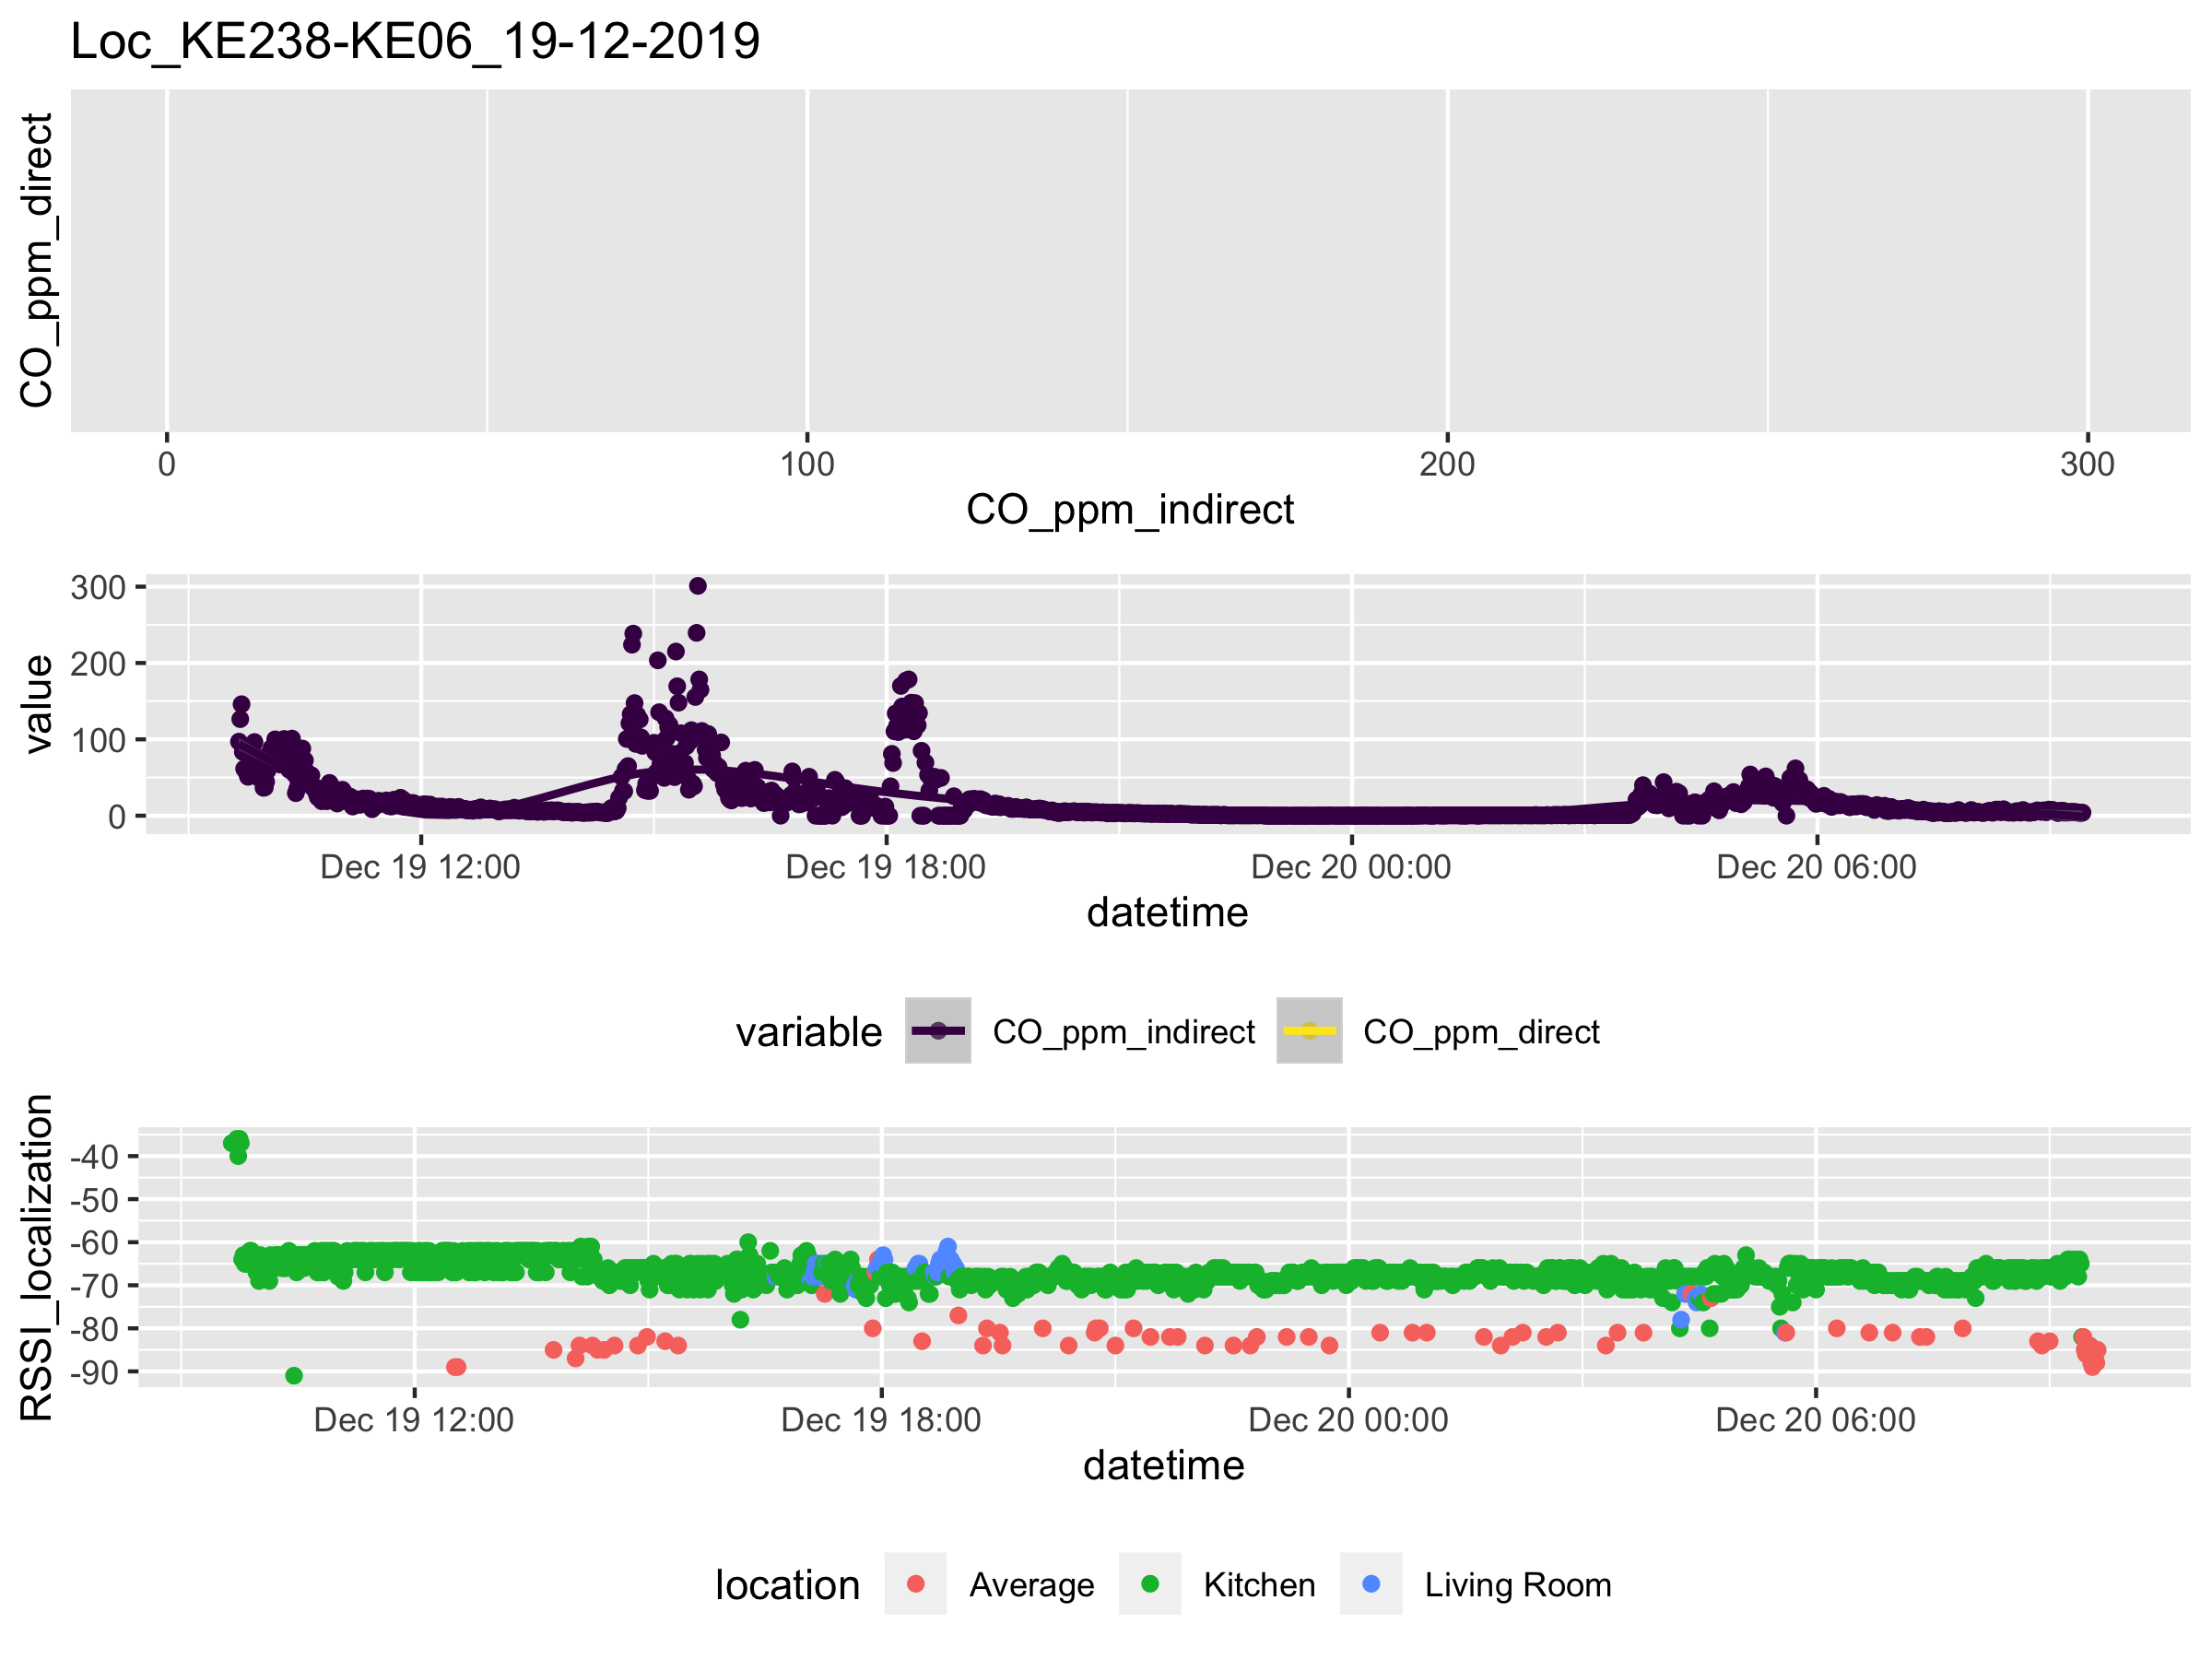 Loc_KE238-KE06_19-12-2019
CO_ppm_direct
0 100 200 300
CO_ppm_indirect
value
300
200
100
0
Dec 19 12:00 Dec 19 18:00 Dec 20 00:00 Dec 20 06:00
datetime
variable CO_ppm_indirect CO_ppm_direct
RSSI_localization
-40
-50
-60
-70
-80
-90
Dec 19 12:00 Dec 19 18:00 Dec 20 00:00 Dec 20 06:00
datetime
location Average Kitchen Living Room